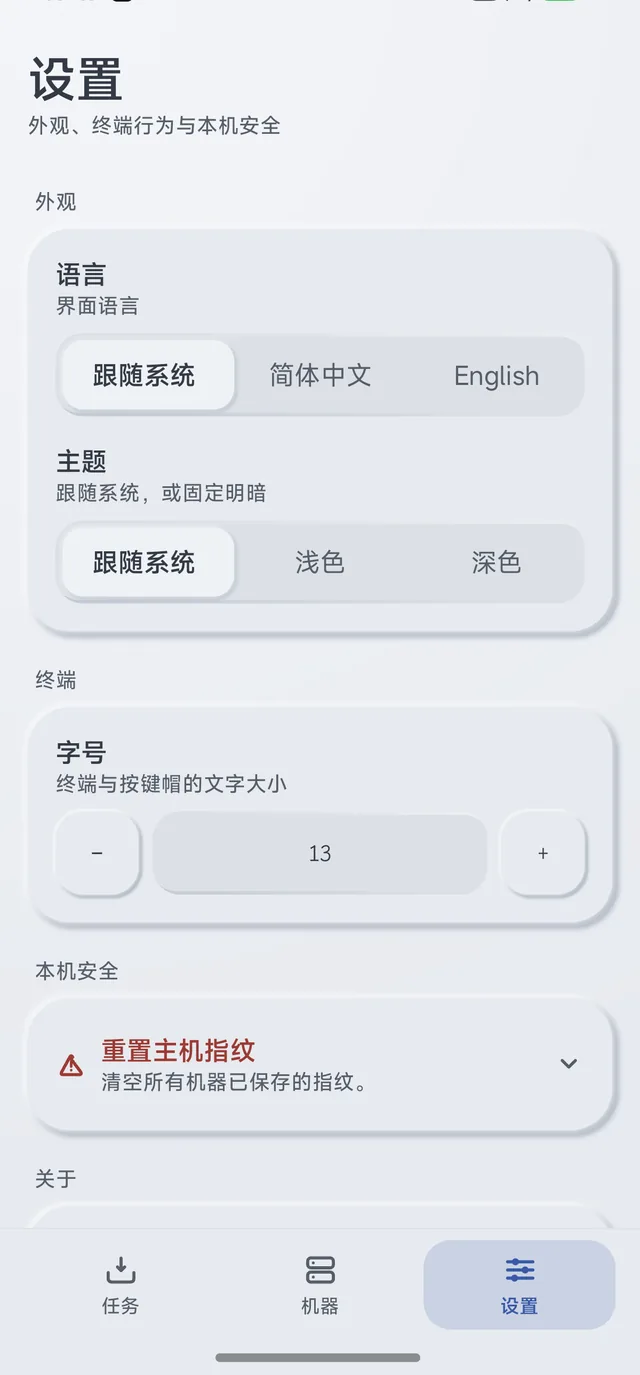 设置
外观、终端行为与本机安全
外观
语言
界面语言
跟随系统 简体中文 English
主题
跟随系统，或固定明暗
跟随系统 浅色 深色
终端
字号
终端与按键帽的文字大小
− 13 +
本机安全
重置主机指纹
清空所有机器已保存的指纹。
关于
任务 机器 设置